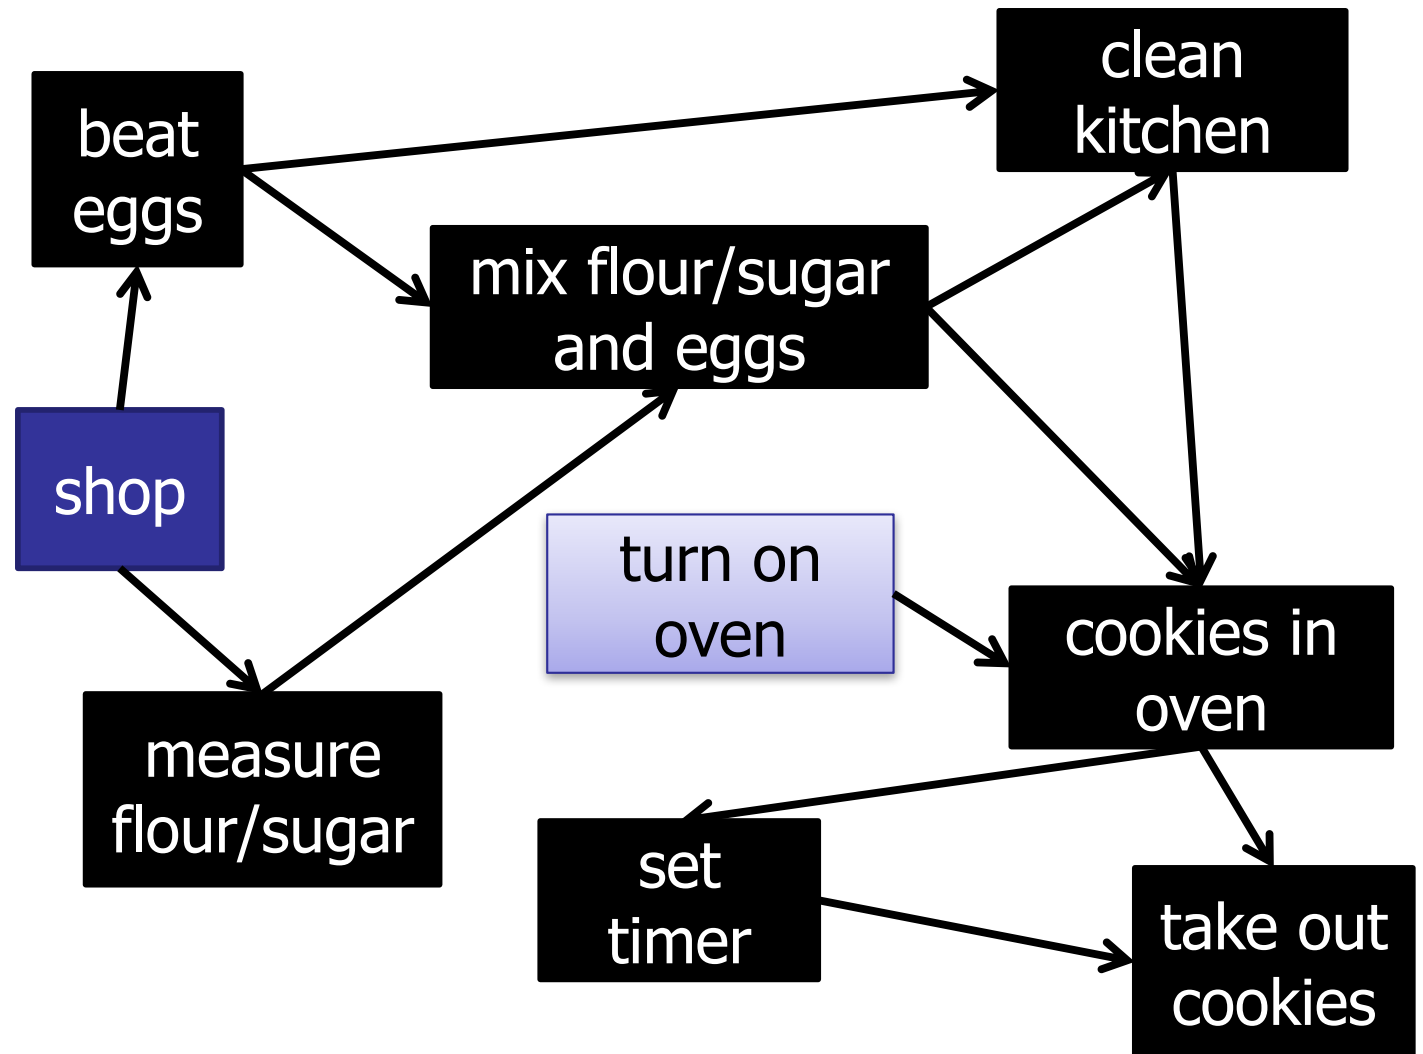 clean
kitchen
beat
eggs
mix flour/sugar
and eggs
shop
turn on
oven
cookies in
oven
measure
flour/sugar
set
timer
take out
cookies